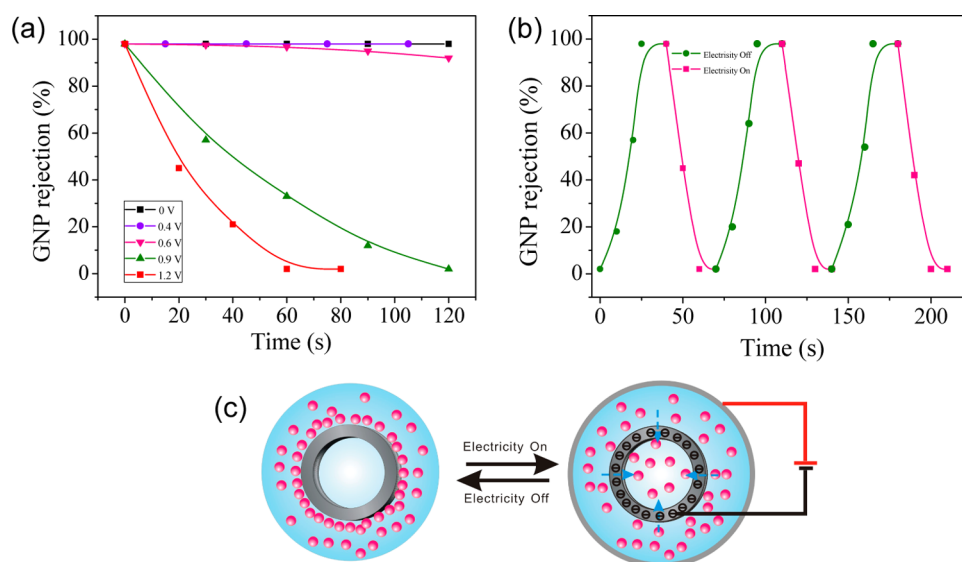 (a)
GNP rejection (%)
100
80
60
40
20
0
0 V
0.4 V
0.6 V
0.9 V
1.2 V
0 20 40 60 80 100 120
Time (s)
(b)
GNP rejection (%)
100
80
60
40
20
0
Electrisity Off
Electrisity On
0 50 100 150 200
Time (s)
(c)
Electricity On
Electricity Off